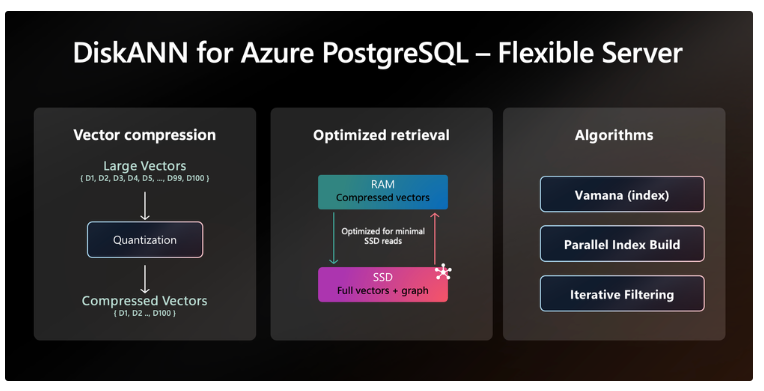 DiskANN for Azure PostgreSQL – Flexible Server
Vector compression
Large Vectors
{ D1, D2, D3, D4, D5, ..., D99, D100 }
Quantization
Compressed Vectors
{ D1, D2 .., D100 }
Optimized retrieval
RAM
Compressed vectors
Optimized for minimal
SSD reads
SSD
Full vectors + graph
Algorithms
Vamana (index)
Parallel Index Build
Iterative Filtering